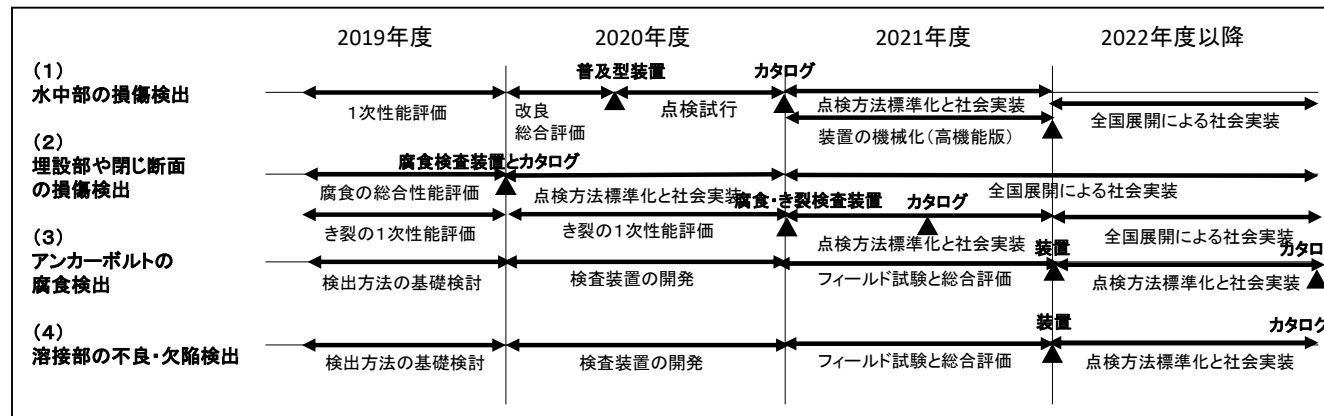 2019年度 2020年度 2021年度 2022年度以降
(1)
水中部の損傷検出
普及型装置 カタログ
1次性能評価 改良 点検試行 点検方法標準化と社会実装
総合評価 装置の機械化(高機能版) 全国展開による社会実装
(2)
埋設部や閉じ断面
の損傷検出
腐食検査装置とカタログ
腐食の総合性能評価 点検方法標準化と社会実装 全国展開による社会実装
腐食・き裂検査装置 カタログ
き裂の1次性能評価 き裂の1次性能評価 点検方法標準化と社会実装 全国展開による社会実装
(3)
アンカーボルトの
腐食検出
装置 カタロ
検出方法の基礎検討 検査装置の開発 フィールド試験と総合評価 点検方法標準化と社会実装
(4)
溶接部の不良・欠陥検出
装置 カタログ
検出方法の基礎検討 検査装置の開発 フィールド試験と総合評価 点検方法標準化と社会実装